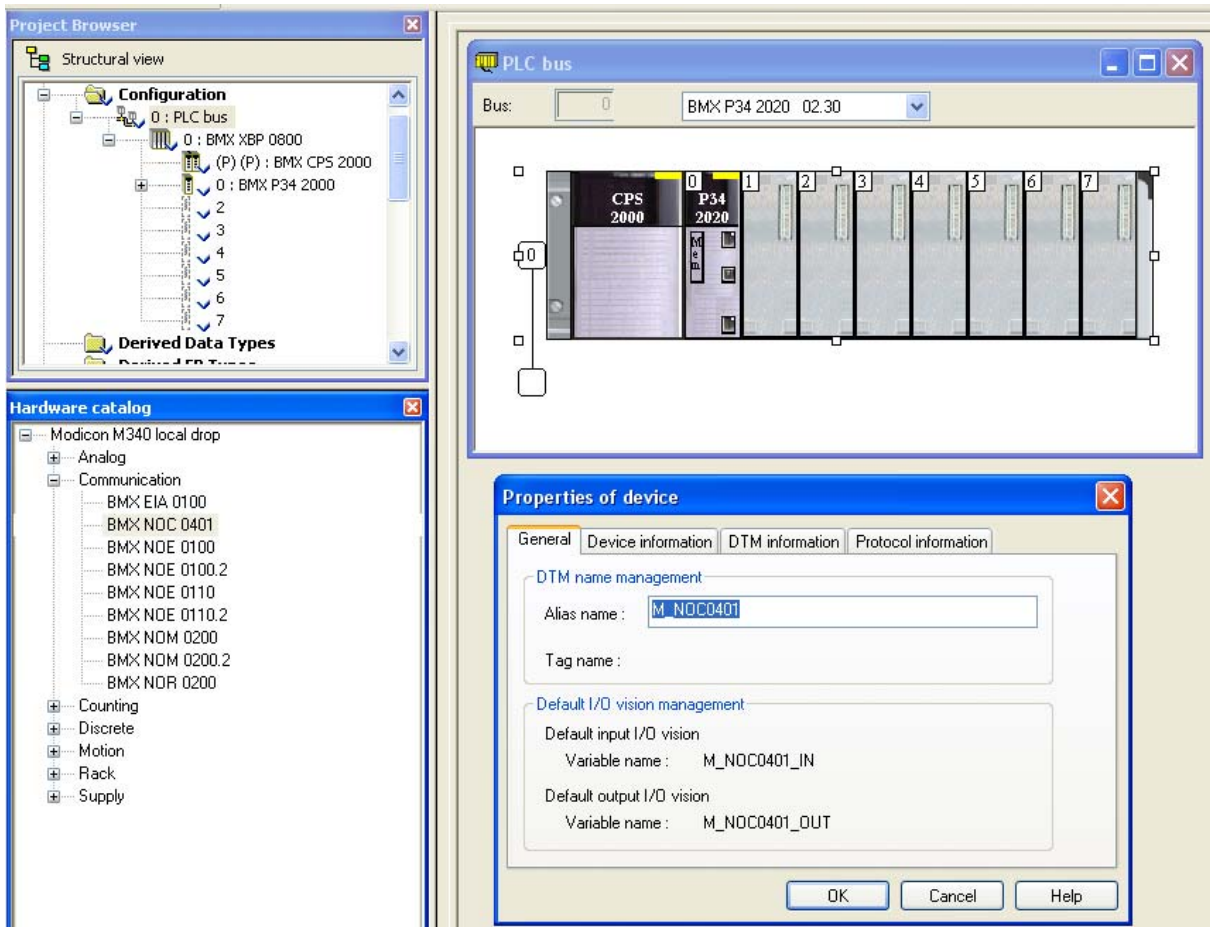 Project Browser
Structural view
Configuration
0 : PLC bus
0 : BMX XBP 0800
(P) (P) : BMX CPS 2000
0 : BMX P34 2000
2
3
4
5
6
7
Derived Data Types
Hardware catalog
Modicon M340 local drop
Analog
Communication
BMX EIA 0100
BMX NOC 0401
BMX NOE 0100
BMX NOE 0100.2
BMX NOE 0110
BMX NOE 0110.2
BMX NOM 0200
BMX NOM 0200.2
BMX NOR 0200
Counting
Discrete
Motion
Rack
Supply
PLC bus
Bus: 0 BMX P34 2020 02.30
0 1 2 3 4 5 6 7
CPS P34
2000 2020
Mem
0
Properties of device
General Device information DTM information Protocol information
DTM name management
Alias name : M_NOC0401
Tag name :
Default I/O vision management
Default input I/O vision
Variable name : M_NOC0401_IN
Default output I/O vision
Variable name : M_NOC0401_OUT
OK Cancel Help